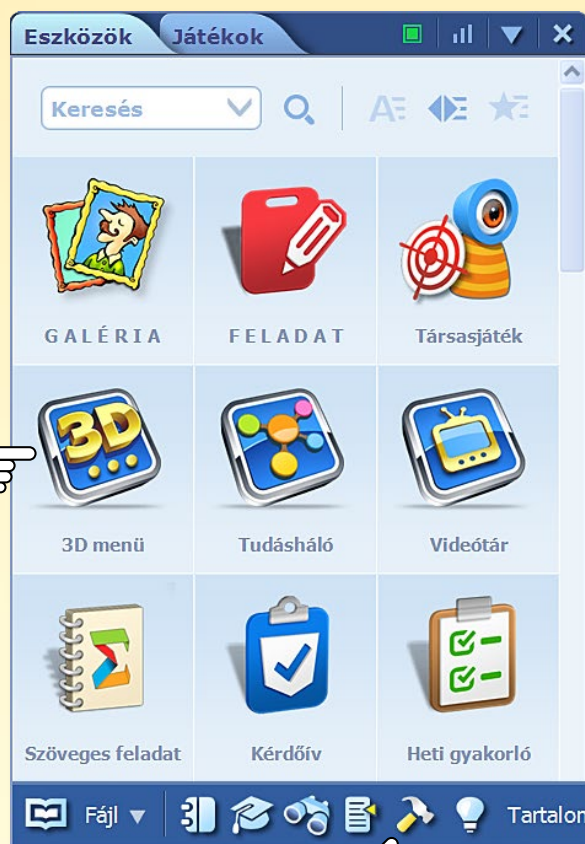 Eszközök Játékok
Keresés
GALÉRIA FELADAT Társasjáték
3D
3D menü Tudásháló Videótár
Szöveges feladat Kérdőív Heti gyakorló
Fájl Tartalom